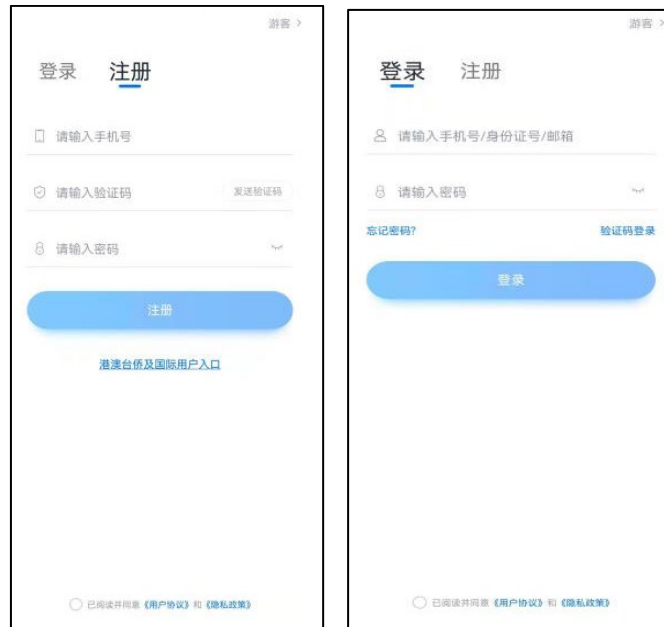 游客 >
登录 注册
请输入手机号
请输入验证码 发送验证码
请输入密码
注册
港澳台侨及国际用户入口
已阅读并同意《用户协议》和《隐私政策》
游客 >
登录 注册
请输入手机号/身份证号/邮箱
请输入密码
忘记密码? 验证码登录
登录
已阅读并同意《用户协议》和《隐私政策》